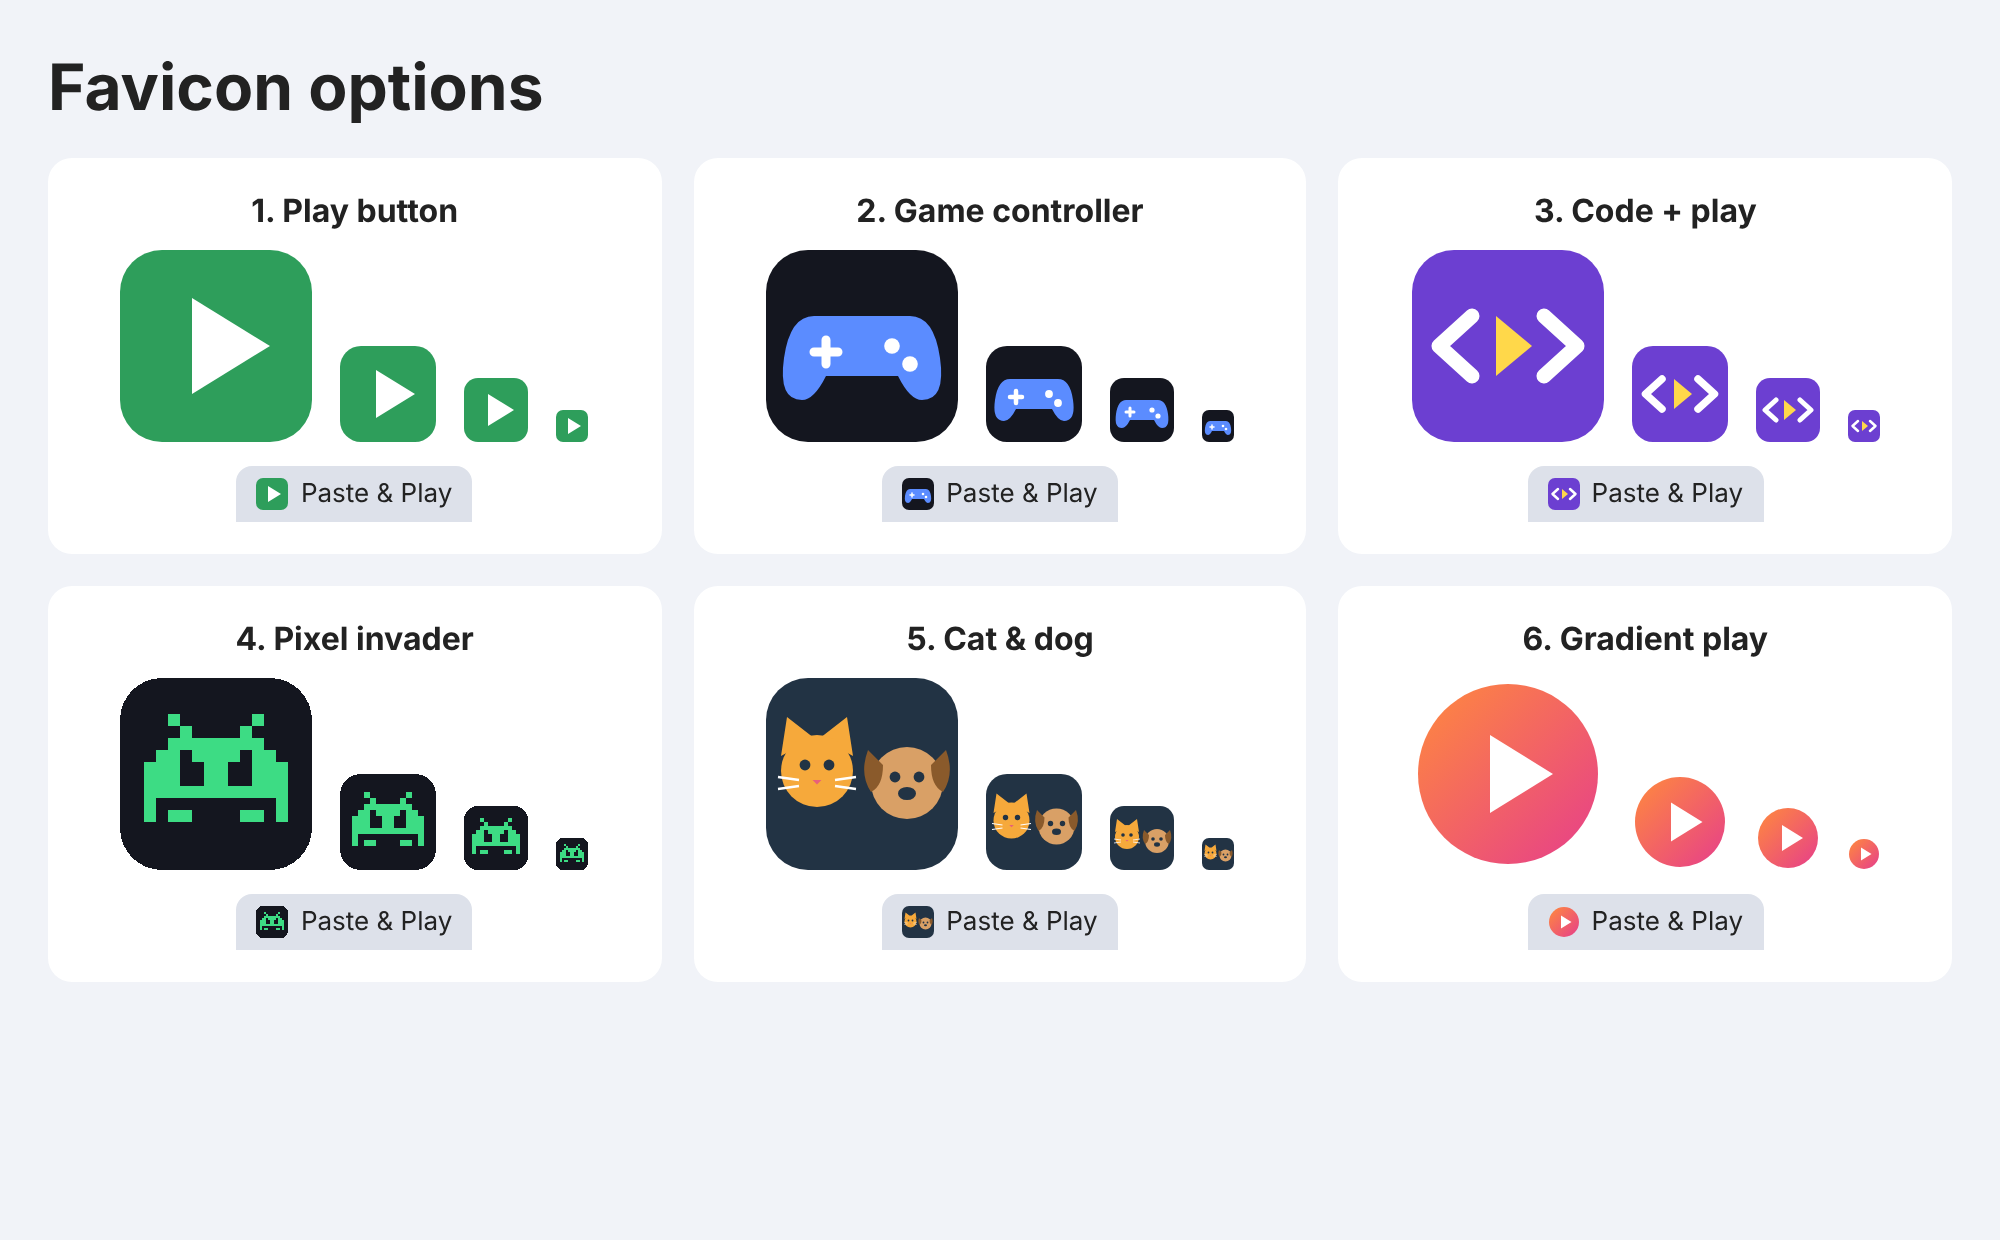 Favicon options
1. Play button
2. Game controller
3. Code + play
Paste & Play
Paste & Play
Paste & Play
4. Pixel invader
5. Cat & dog
6. Gradient play
Paste & Play
Paste & Play
Paste & Play